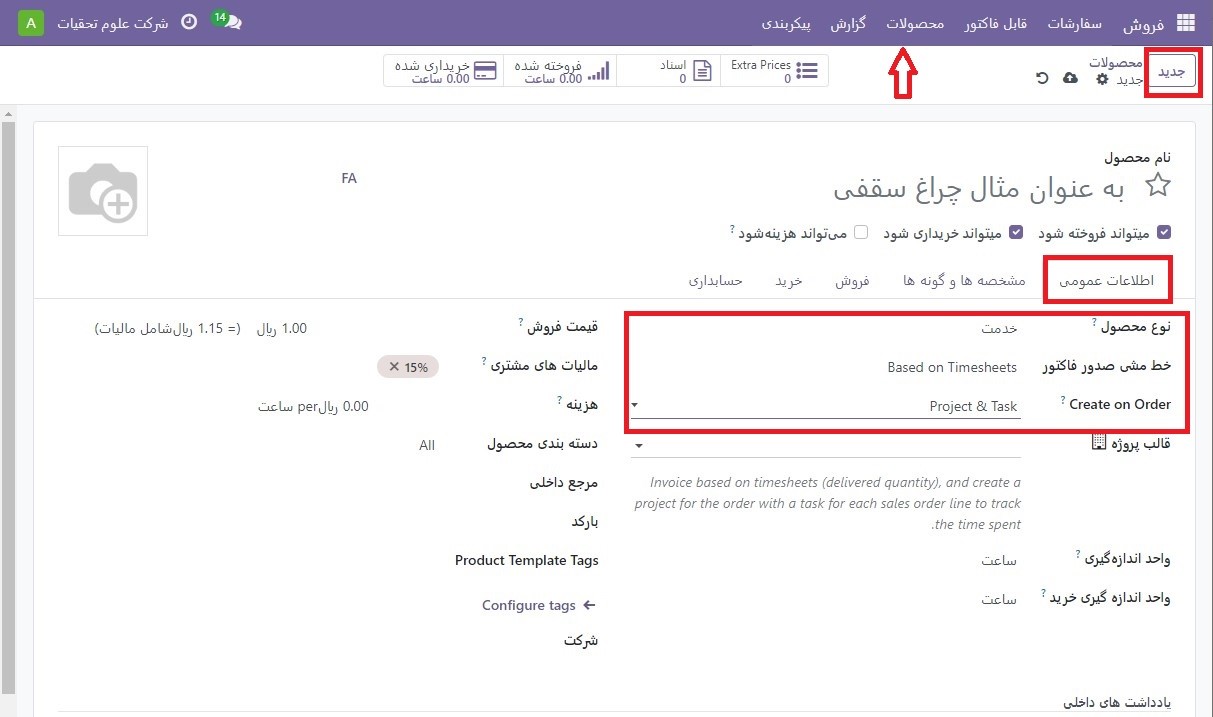 فروش سفارشات قابل فاکتور محصولات گزارش پیکربندی 14 شرکت علوم تحقیات A
جدید
محصولات
جدید
Extra Prices
0
اسناد
0
فروخته شده
0.00 ساعت
خریداری شده
0.00 ساعت
نام محصول
به عنوان مثال چراغ سقفی
FA
میتواند فروخته شود میتواند خریداری شود می‌تواند هزینه‌شود ?
اطلاعات عمومی مشخصه ها و گونه ها فروش خرید حسابداری
نوع محصول ? خدمت
خط مشی صدور فاکتور Based on Timesheets
Create on Order ? Project & Task
قالب پروژه
Invoice based on timesheets (delivered quantity), and create a
project for the order with a task for each sales order line to track
the time spent.
واحد اندازه‌گیری ? ساعت
واحد اندازه گیری خرید ? ساعت
قیمت فروش ? 1.00 ریال (= 1.15 ریال‌شامل مالیات)
مالیات های مشتری ? 15% ✕
هزینه ? 0.00 ریال‌per ساعت
دسته بندی محصول All
مرجع داخلی
بارکد
Product Template Tags
Configure tags
شرکت
یادداشت های داخلی